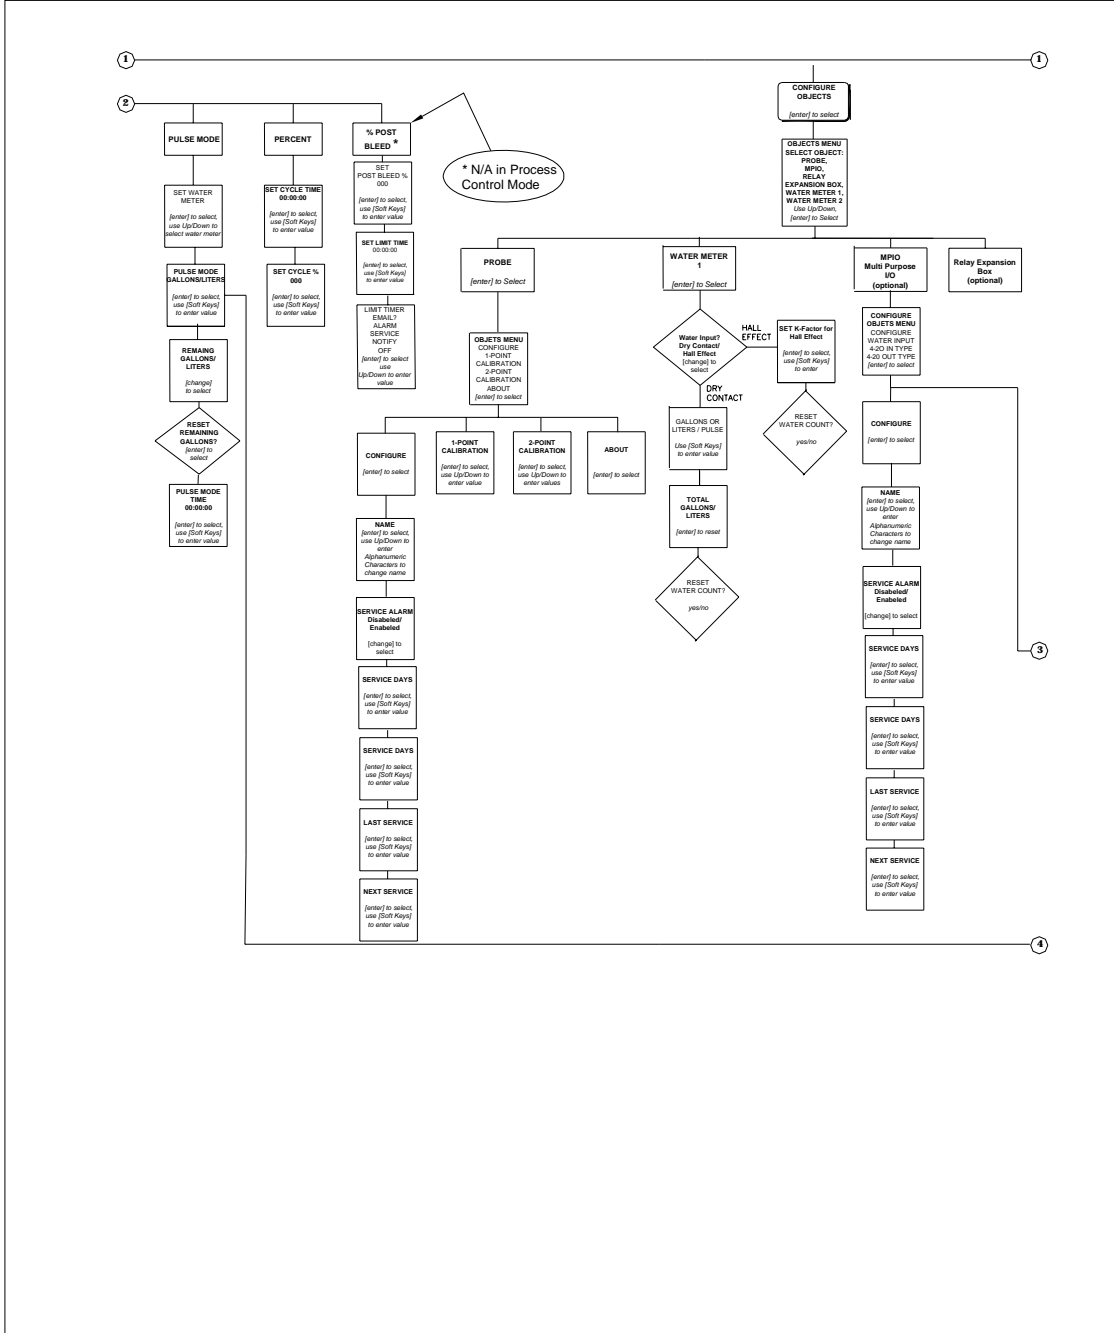 1
1
CONFIGURE
OBJECTS
[enter] to select
2
PULSE MODE
PERCENT
% POST
BLEED *
* N/A in Process
Control Mode
OBJECTS MENU
SELECT OBJECT:
PROBE,
MPIO,
RELAY
EXPANSION BOX,
WATER METER 1,
WATER METER 2
Use Up/Down,
[enter] to Select
SET WATER
METER
[enter] to select,
use Up/Down to
select water meter
PULSE MODE
GALLONS/LITERS
[enter] to select,
use [Soft Keys]
to enter value
REMAING
GALLONS/
LITERS
[change]
to select
RESET
REMAINING
GALLONS?
[enter] to
select
PULSE MODE
TIME
00:00:00
[enter] to select,
use [Soft Keys]
to enter value
SET CYCLE TIME
00:00:00
[enter] to select,
use [Soft Keys]
to enter value
SET CYCLE %
000
[enter] to select,
use [Soft Keys]
to enter value
SET
POST BLEED %
000
[enter] to select,
use [Soft Keys]
to enter value
SET LIMIT TIME
00:00:00
[enter] to select,
use [Soft Keys]
to enter value
LIMIT TIMER
EMAIL?
ALARM
SERVICE
NOTIFY
OFF
[enter] to select
use
Up/Down to enter
value
PROBE
[enter] to Select
OBJETS MENU
CONFIGURE
1-POINT
CALIBRATION
2-POINT
CALIBRATION
ABOUT
[enter] to select
CONFIGURE
[enter] to select
1-POINT
CALIBRATION
[enter] to select,
use Up/Down to
enter value
2-POINT
CALIBRATION
[enter] to select,
use Up/Down to
enter values
ABOUT
[enter] to select
NAME
[enter] to select,
use Up/Down to
enter
Alphanumeric
Characters to
change name
SERVICE ALARM
Disabeled/
Enabeled
[change] to
select
SERVICE DAYS
[enter] to select,
use [Soft Keys]
to enter value
SERVICE DAYS
[enter] to select,
use [Soft Keys]
to enter value
LAST SERVICE
[enter] to select,
use [Soft Keys]
to enter value
NEXT SERVICE
[enter] to select,
use [Soft Keys]
to enter value
WATER METER
1
[enter] to Select
Water Input?
Dry Contact/
Hall Effect
[change] to
select
HALL
EFFECT
SET K-Factor for
Hall Effect
[enter] to select,
use [Soft Keys]
to enter
RESET
WATER COUNT?
yes/no
DRY
CONTACT
GALLONS OR
LITERS / PULSE
Use [Soft Keys]
to enter value
TOTAL
GALLONS/
LITERS
[enter] to reset
RESET
WATER COUNT?
yes/no
MPIO
Multi Purpose
I/O
(optional)
Relay Expansion
Box
(optional)
CONFIGURE
OBJETS MENU
CONFIGURE
WATER INPUT
4-2O IN TYPE
4-20 OUT TYPE
[enter] to select
CONFIGURE
[enter] to select
NAME
[enter] to select,
use Up/Down to
enter
Alphanumeric
Characters to
change name
SERVICE ALARM
Disabeled/
Enabeled
[change] to select
SERVICE DAYS
[enter] to select,
use [Soft Keys]
to enter value
SERVICE DAYS
[enter] to select,
use [Soft Keys]
to enter value
LAST SERVICE
[enter] to select,
use [Soft Keys]
to enter value
NEXT SERVICE
[enter] to select,
use [Soft Keys]
to enter value
3
4